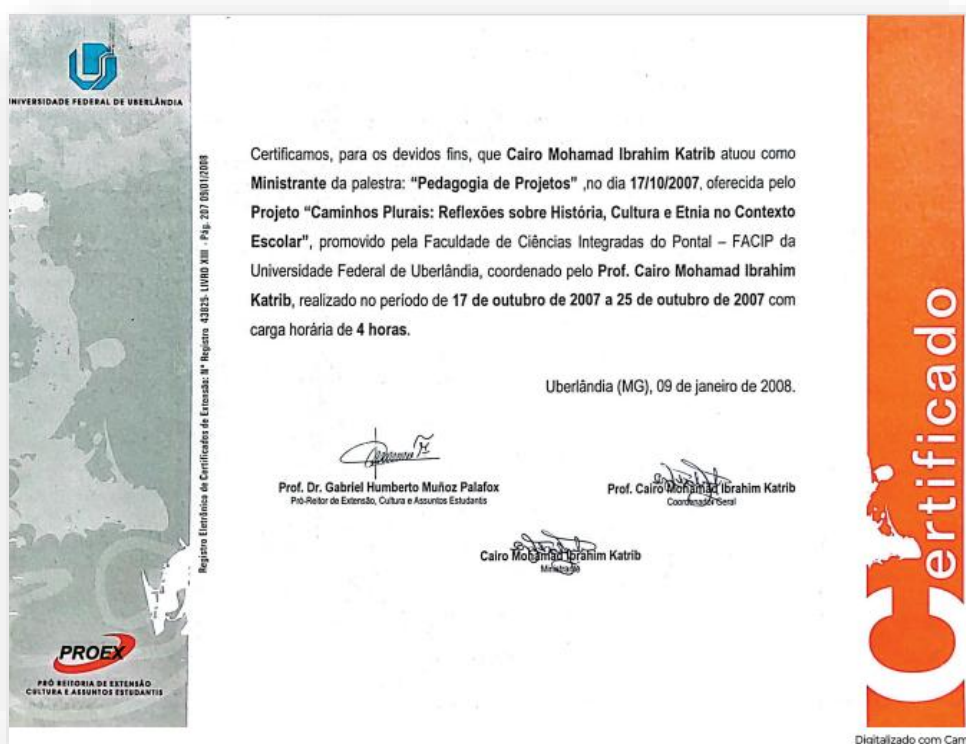 UNIVERSIDADE FEDERAL DE UBERLÂNDIA
Certificamos, para os devidos fins, que Cairo Mohamad Ibrahim Katrib atuou como
Ministrante da palestra: “Pedagogia de Projetos” ,no dia 17/10/2007, oferecida pelo
Projeto “Caminhos Plurais: Reflexões sobre História, Cultura e Etnia no Contexto
Escolar”, promovido pela Faculdade de Ciências Integradas do Pontal – FACIP da
Universidade Federal de Uberlândia, coordenado pelo Prof. Cairo Mohamad Ibrahim
Katrib, realizado no período de 17 de outubro de 2007 a 25 de outubro de 2007 com
carga horária de 4 horas.
Uberlândia (MG), 09 de janeiro de 2008.
Prof. Dr. Gabriel Humberto Muñoz Palafox
Pró-Reitor de Extensão, Cultura e Assuntos Estudantis
Prof. Cairo Mohamad Ibrahim Katrib
Coordenador Geral
Cairo Mohamad Ibrahim Katrib
Ministrante
Registro Eletrônico de Certificados de Extensão: Nº Registro 43825- LIVRO XIII - Pág. 207 09/01/2008
PROEX
PRÓ REITORIA DE EXTENSÃO
CULTURA E ASSUNTOS ESTUDANTIS
Certificado
Digitalizado com Cam